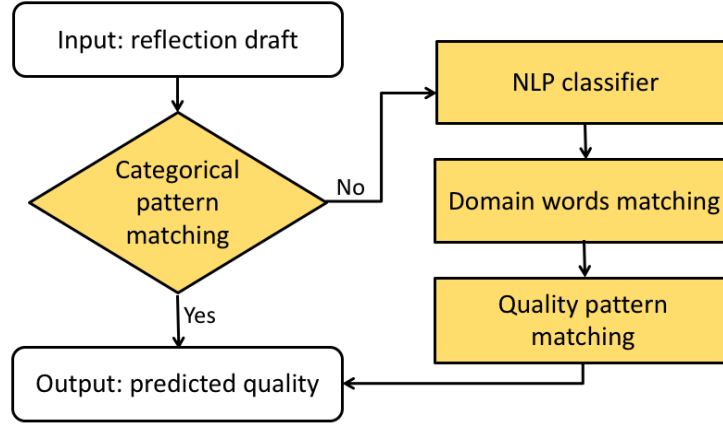 Input: reflection draft
Categorical
pattern
matching
No
Yes
NLP classifier
Domain words matching
Quality pattern
matching
Output: predicted quality